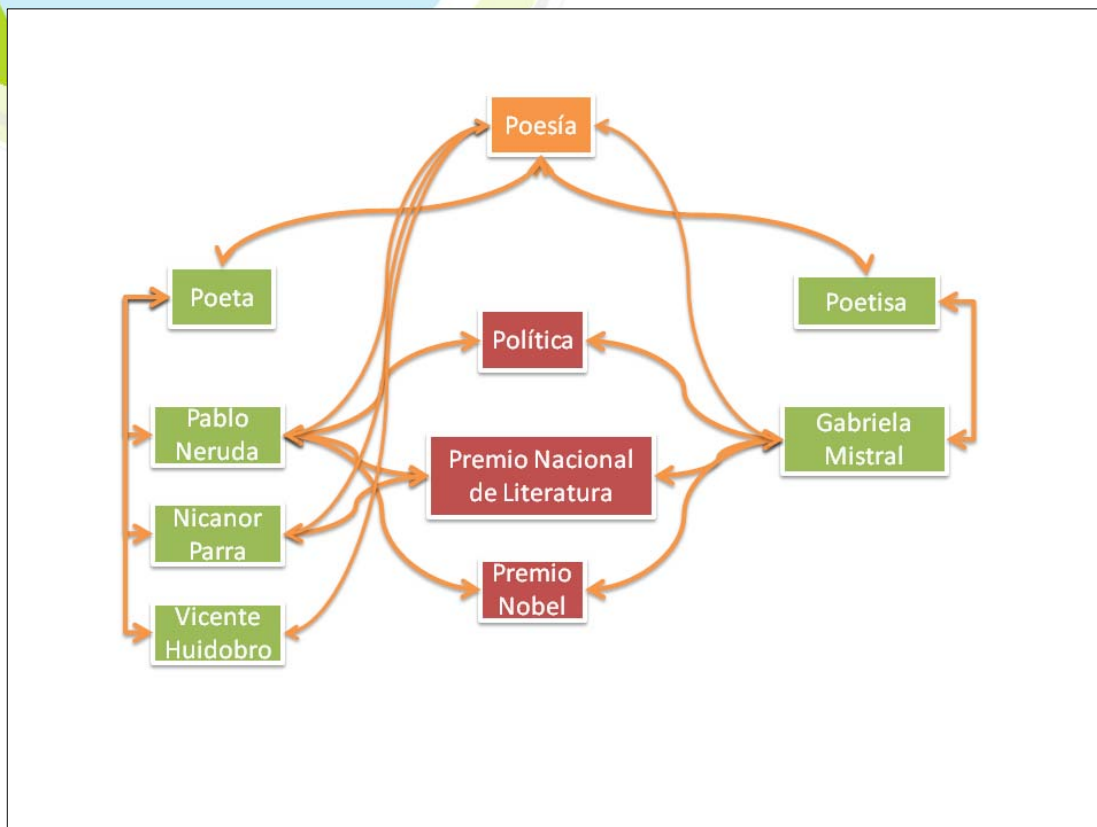 Poesía
Poeta
Poetisa
Política
Pablo
Neruda
Gabriela
Mistral
Premio Nacional
de Literatura
Nicanor
Parra
Premio
Nobel
Vicente
Huidobro